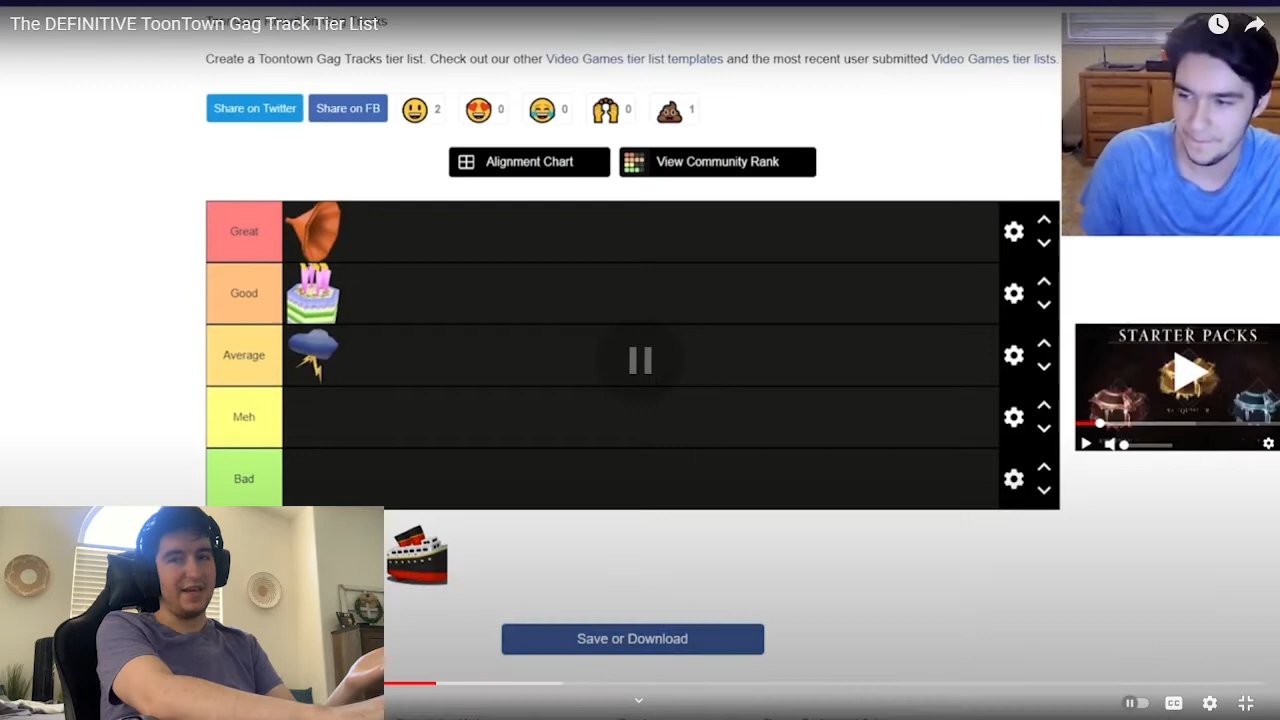 The DEFINITIVE ToonTown Gag Track Tier List
Create a Toontown Gag Tracks tier list. Check out our other Video Games tier list templates and the most recent user submitted Video Games tier lists.
Share on Twitter
Share on FB
2
0
0
0
1
Alignment Chart
View Community Rank
Great
Good
Average
Meh
Bad
STARTER PACKS
Save or Download
CC